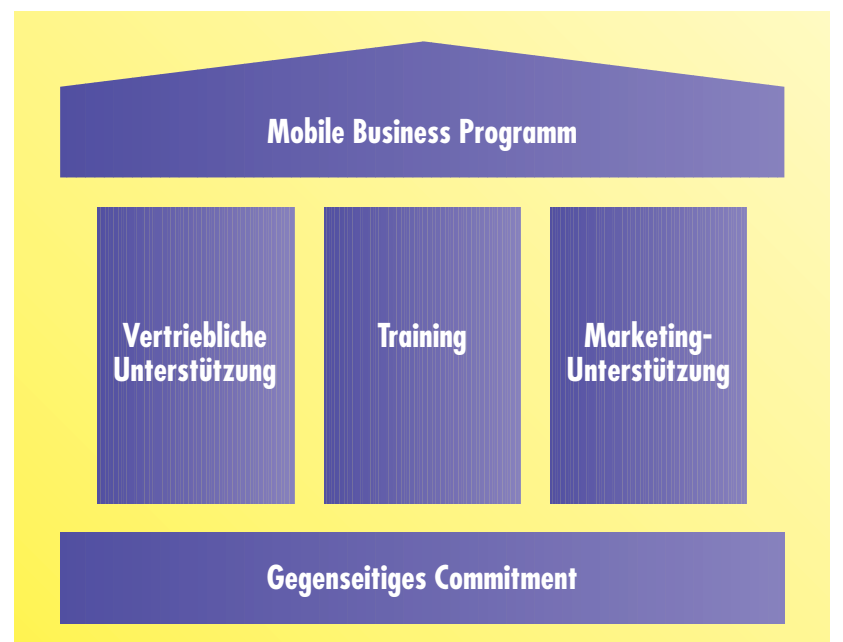 Mobile Business Programm
Vertriebliche
Unterstützung
Training
Marketing-
Unterstützung
Gegenseitiges Commitment